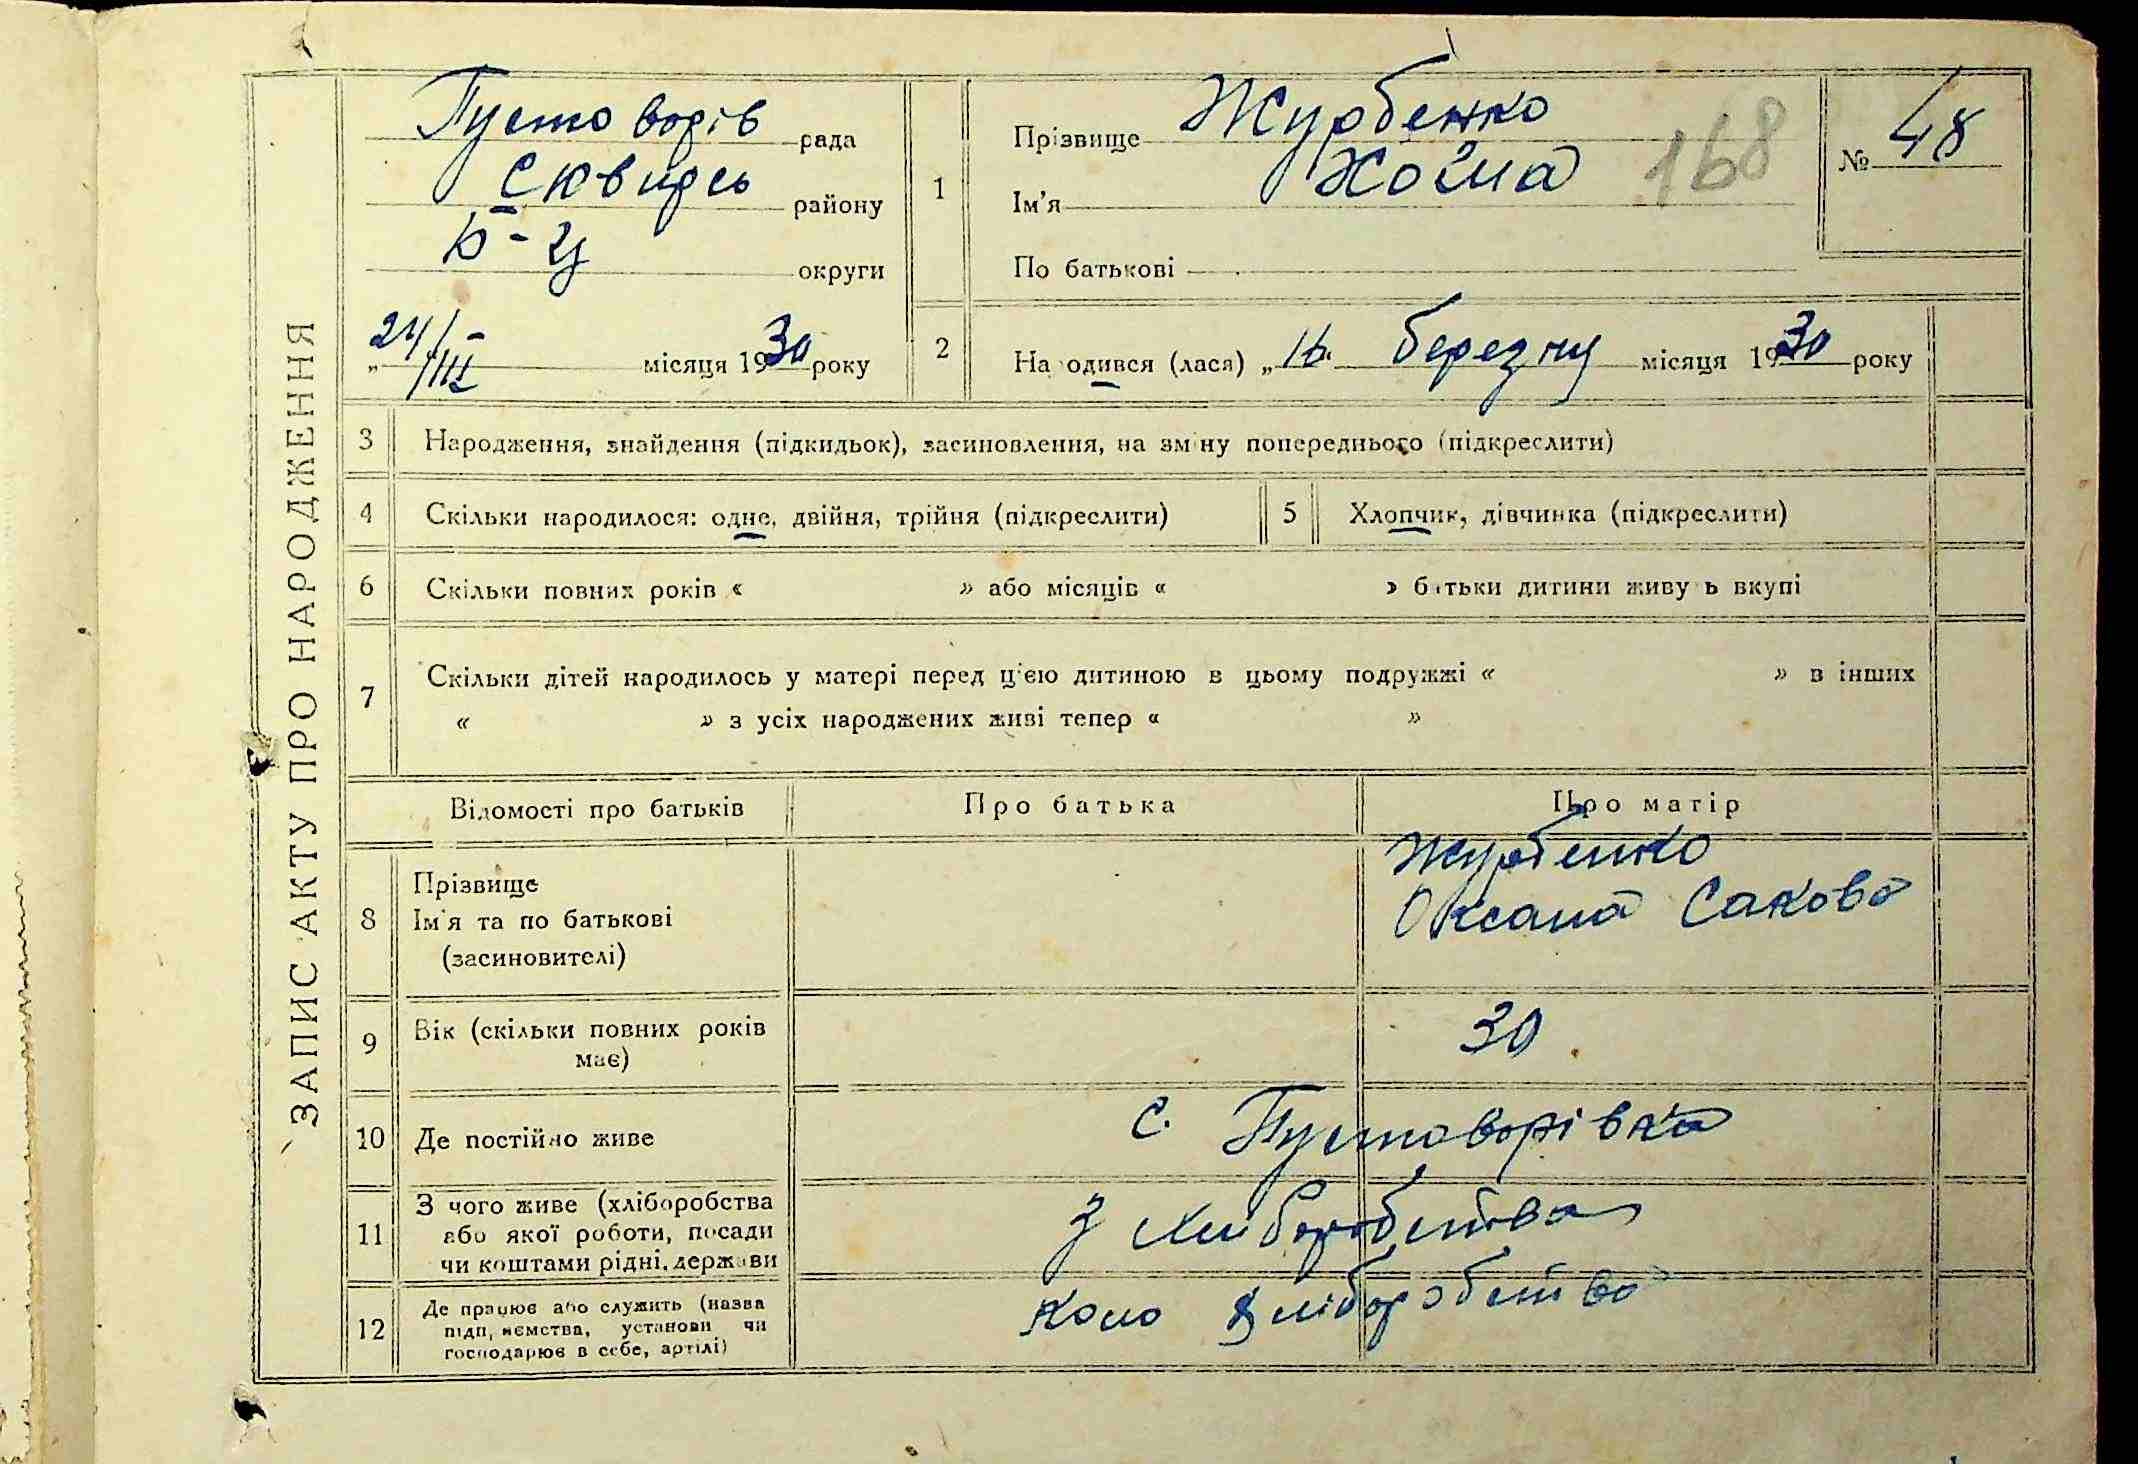 ЗАПИС АКТУ ПРО НАРОДЖЕННЯ
Пустоворів рада
Сквирсь району
Б-Ц округи
„24/III місяця 1930 року
1
Прізвище Журбенко
Ім'я Хома
По батькові
168
№ 48
2
Народився (лася) „16“ березня місяця 1930 року
3 Народження, знайдення (підкидьок), засиновлення, на зміну попереднього (підкреслити)
4 Скільки народилося: одне, двійня, трійня (підкреслити)
5 Хлопчик, дівчинка (підкреслити)
6 Скільки повних років « » або місяців « » батьки дитини живуть вкупі
7 Скільки дітей народилось у матері перед ц'єю дитиною в цьому подружжі « » в інших
« » з усіх народжених живі тепер « »
Відомості про батьків
Про батька
Про матір
8 Прізвище
Ім'я та по батькові
(засиновителі)
Журбенко
Оксана Сакова
9 Вік (скільки повних років
має)
30
10 Де постійно живе
с. Пустоворівка
11 З чого живе (хліборобства
або якої роботи, посади
чи коштами рідні, держави
З хліборобства
12 Де працює або служить (назва
підприємства, установи чи
господарює в себе, артілі)
коло хліборобства